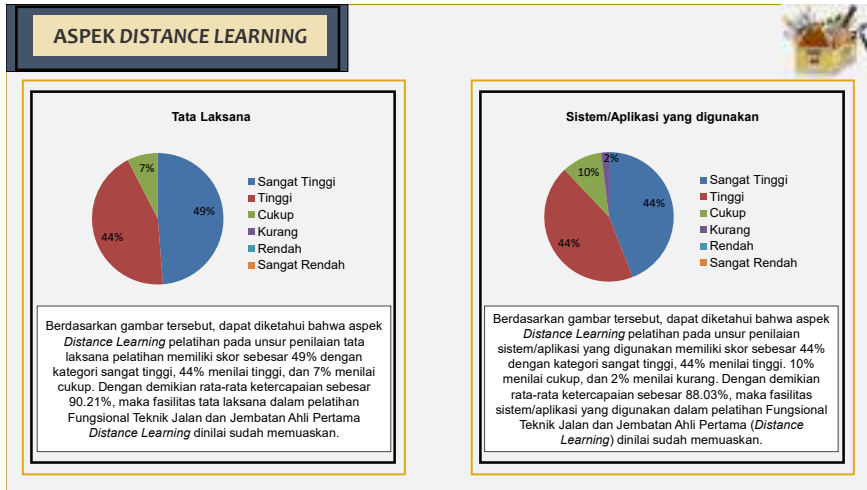 ASPEK DISTANCE LEARNING
Tata Laksana
7%
49%
44%
Sangat Tinggi
Tinggi
Cukup
Kurang
Rendah
Sangat Rendah
Berdasarkan gambar tersebut, dapat diketahui bahwa aspek
Distance Learning pelatihan pada unsur penilaian tata
laksana pelatihan memiliki skor sebesar 49% dengan
kategori sangat tinggi, 44% menilai tinggi, dan 7% menilai
cukup. Dengan demikian rata-rata ketercapaian sebesar
90.21%, maka fasilitas tata laksana dalam pelatihan
Fungsional Teknik Jalan dan Jembatan Ahli Pertama
Distance Learning dinilai sudah memuaskan.
Sistem/Aplikasi yang digunakan
2%
10%
44%
44%
Sangat Tinggi
Tinggi
Cukup
Kurang
Rendah
Sangat Rendah
Berdasarkan gambar tersebut, dapat diketahui bahwa aspek
Distance Learning pelatihan pada unsur penilaian
sistem/aplikasi yang digunakan memiliki skor sebesar 44%
dengan kategori sangat tinggi, 44% menilai tinggi. 10%
menilai cukup, dan 2% menilai kurang. Dengan demikian
rata-rata ketercapaian sebesar 88.03%, maka fasilitas
sistem/aplikasi yang digunakan dalam pelatihan Fungsional
Teknik Jalan dan Jembatan Ahli Pertama (Distance
Learning) dinilai sudah memuaskan.